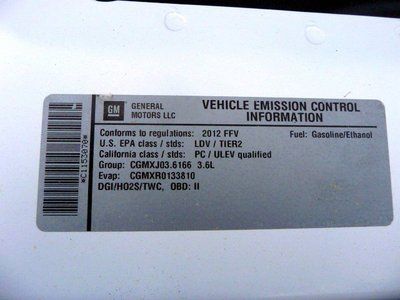 GM
GENERAL MOTORS LLC
VEHICLE EMISSION CONTROL
INFORMATION
Conforms to regulations: 2012 FFV Fuel: Gasoline/Ethanol
U.S. EPA class / stds: LDV / TIER2
California class / stds: PC / ULEV qualified
Group: CGMXJ03.6166 3.6L
Evap: CGMXR0133810
DGI/HO2S/TWC, OBD: II
*C1153070*